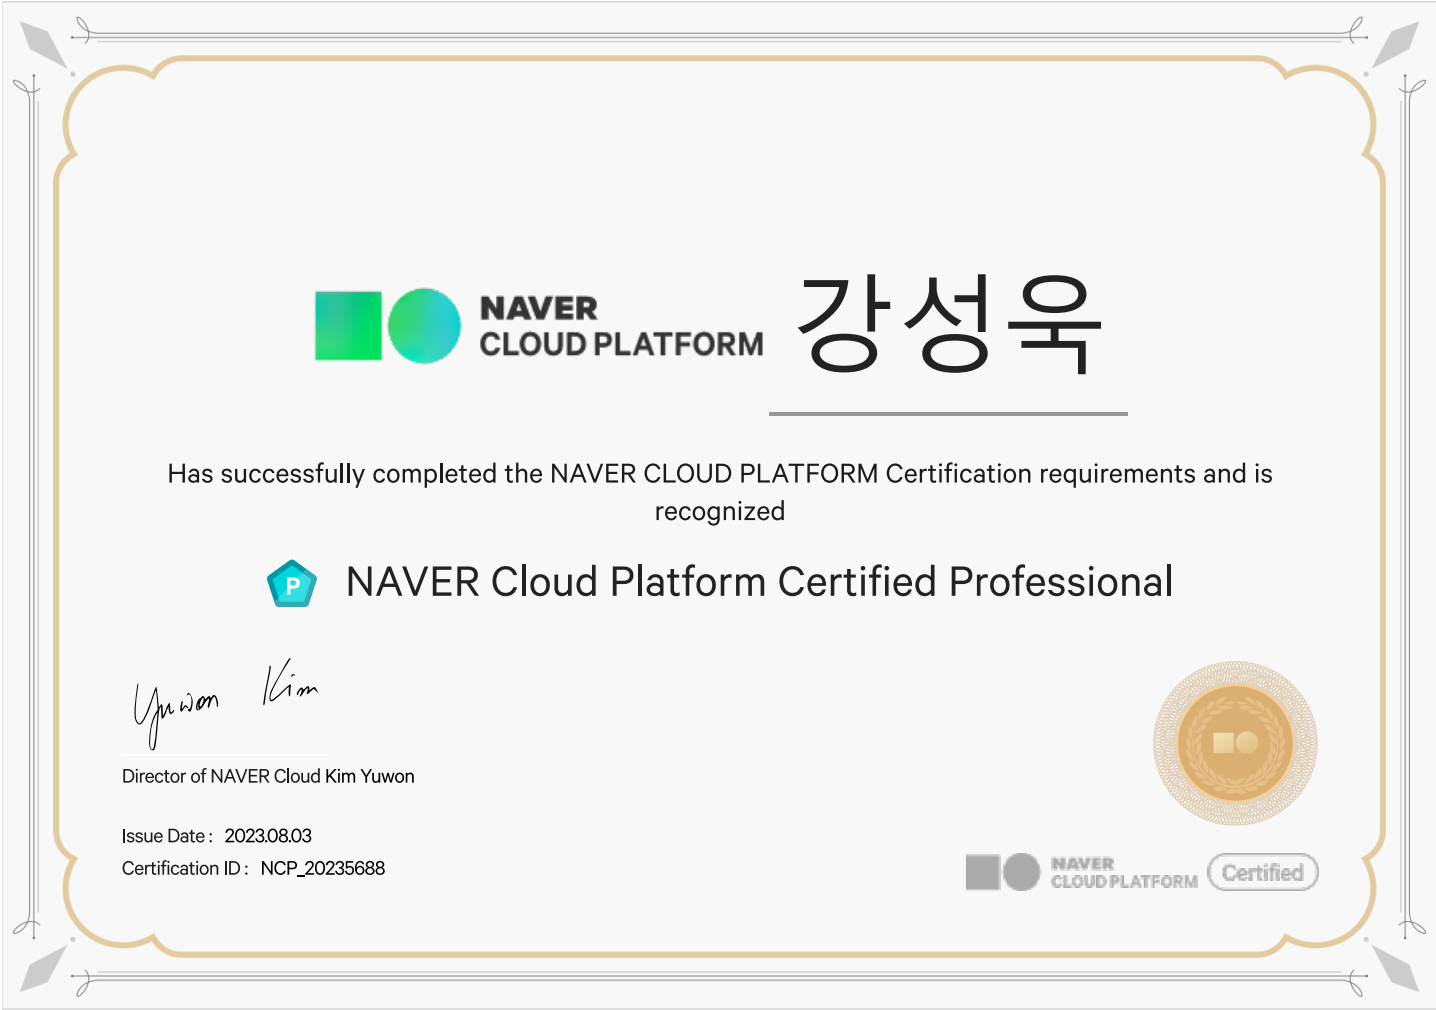 NAVER
CLOUD PLATFORM
강성욱
Has successfully completed the NAVER CLOUD PLATFORM Certification requirements and is
recognized
P
NAVER Cloud Platform Certified Professional
Yuwon Kim
Director of NAVER Cloud Kim Yuwon
Issue Date : 2023.08.03
Certification ID : NCP_20235688
NAVER
CLOUD PLATFORM
Certified